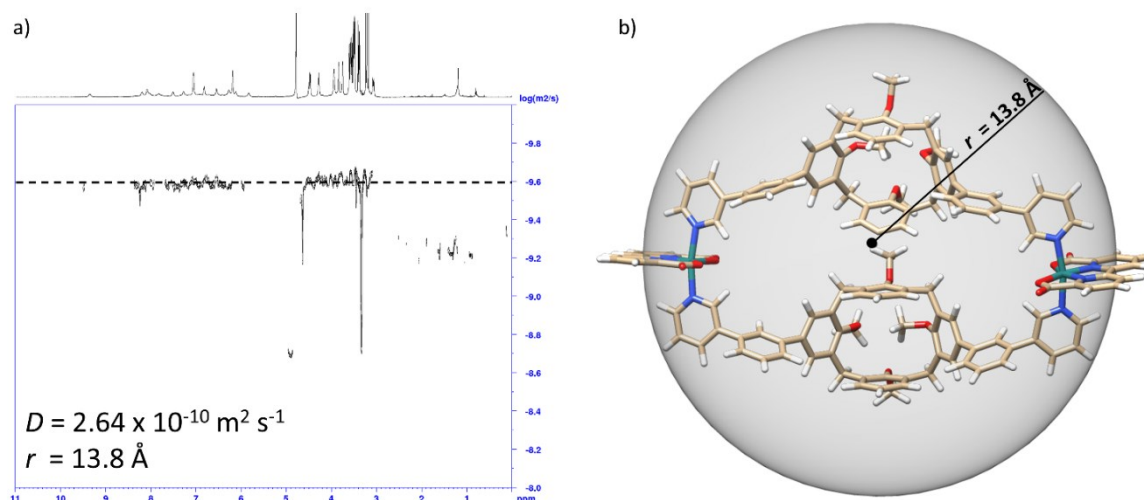 a)
log(m2/s)
-9.8
-9.6
-9.4
-9.2
-9.0
-8.8
-8.6
-8.4
-8.2
-8.0
D = 2.64 x 10⁻¹⁰ m² s⁻¹
r = 13.8 Å
11 10 9 8 7 6 5 4 3 2 1 ppm
b)
r = 13.8 Å